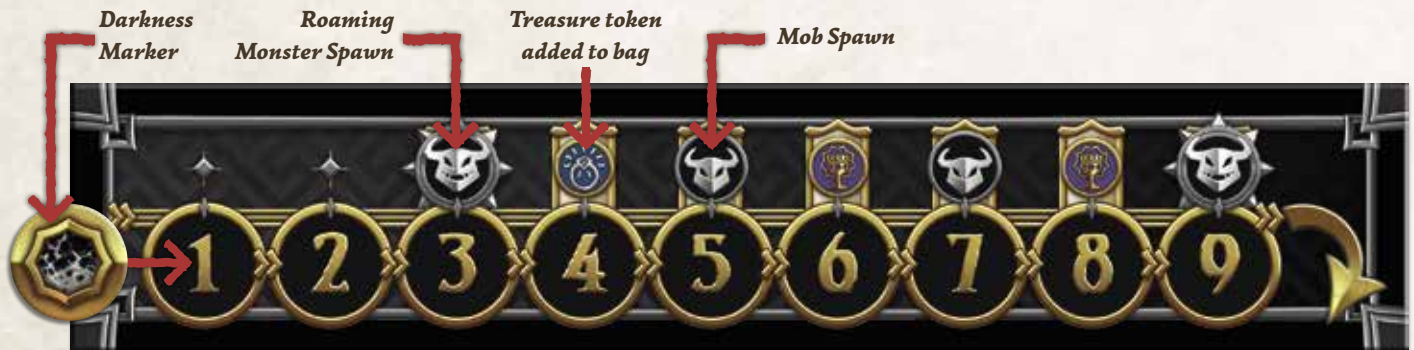 Darkness
Marker
Roaming
Monster Spawn
Treasure token
added to bag
Mob Spawn
1 2 3 4 5 6 7 8 9